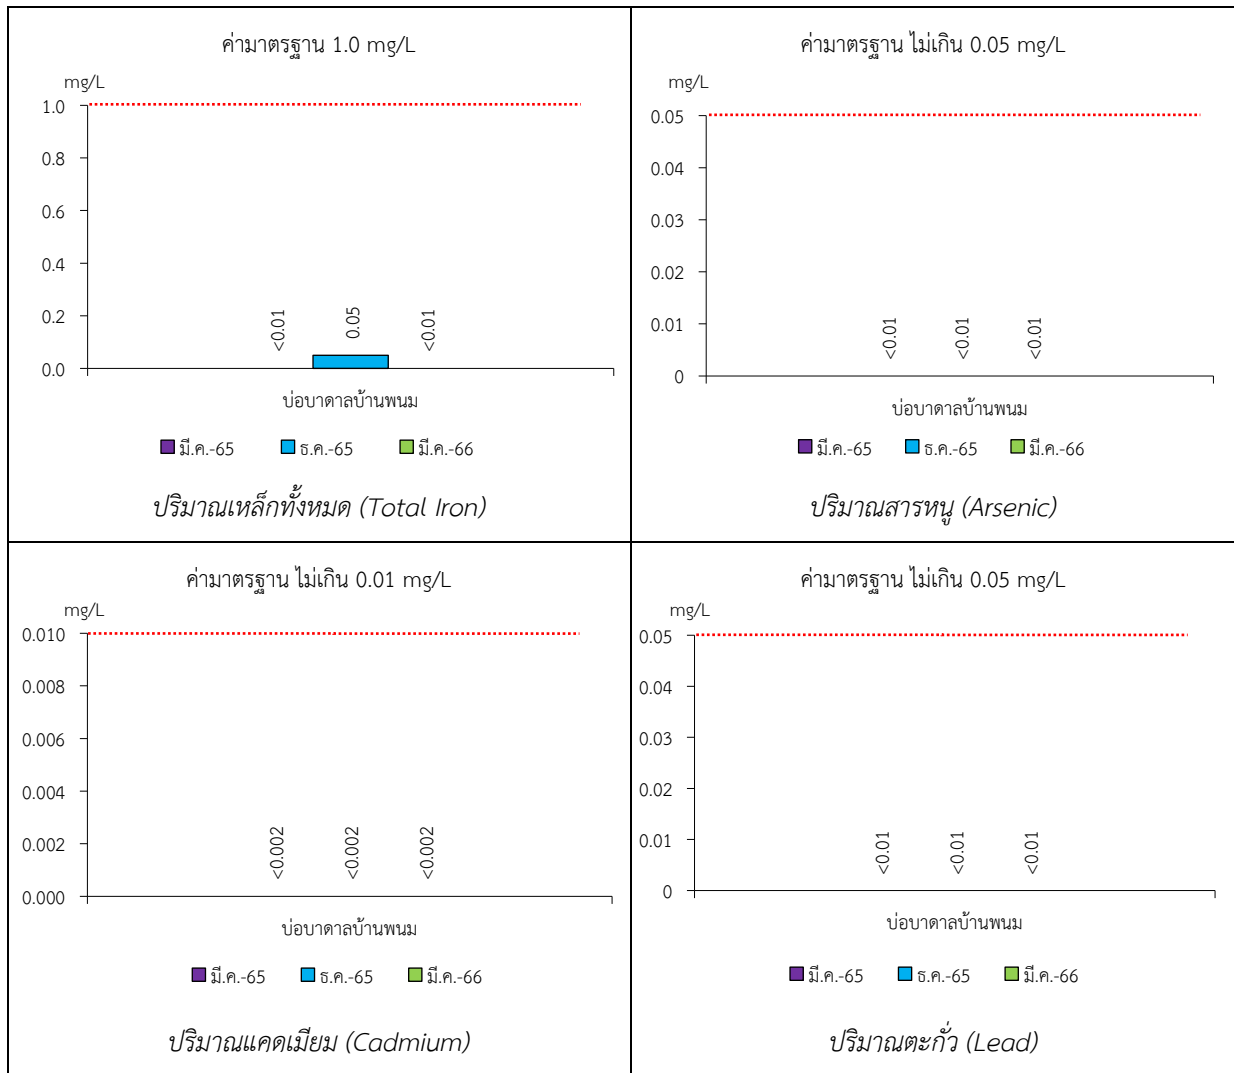 ค่ามาตรฐาน 1.0 mg/L
mg/L
1.0
0.8
0.6
0.4
0.2
0.0
<0.01
0.05
<0.01
บ่อบาดาลบ้านพนม
มี.ค.-65 ธ.ค.-65 มี.ค.-66
ปริมาณเหล็กทั้งหมด (Total Iron)
ค่ามาตรฐาน ไม่เกิน 0.05 mg/L
mg/L
0.05
0.04
0.03
0.02
0.01
0
<0.01
<0.01
<0.01
บ่อบาดาลบ้านพนม
มี.ค.-65 ธ.ค.-65 มี.ค.-66
ปริมาณสารหนู (Arsenic)
ค่ามาตรฐาน ไม่เกิน 0.01 mg/L
mg/L
0.010
0.008
0.006
0.004
0.002
0.000
<0.002
<0.002
<0.002
บ่อบาดาลบ้านพนม
มี.ค.-65 ธ.ค.-65 มี.ค.-66
ปริมาณแคดเมียม (Cadmium)
ค่ามาตรฐาน ไม่เกิน 0.05 mg/L
mg/L
0.05
0.04
0.03
0.02
0.01
0
<0.01
<0.01
<0.01
บ่อบาดาลบ้านพนม
มี.ค.-65 ธ.ค.-65 มี.ค.-66
ปริมาณตะกั่ว (Lead)